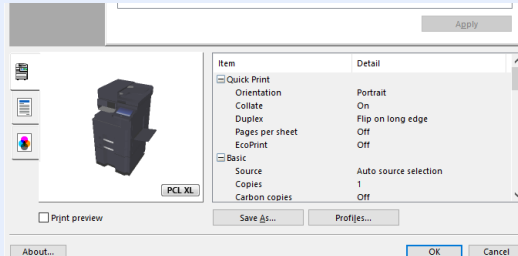 Apply
Item Detail
Quick Print
Orientation Portrait
Collate On
Duplex Flip on long edge
Pages per sheet Off
EcoPrint Off
Basic
Source Auto source selection
Copies 1
Carbon copies Off
PCL XL
Print preview Save As... Profiles...
About... OK Cancel